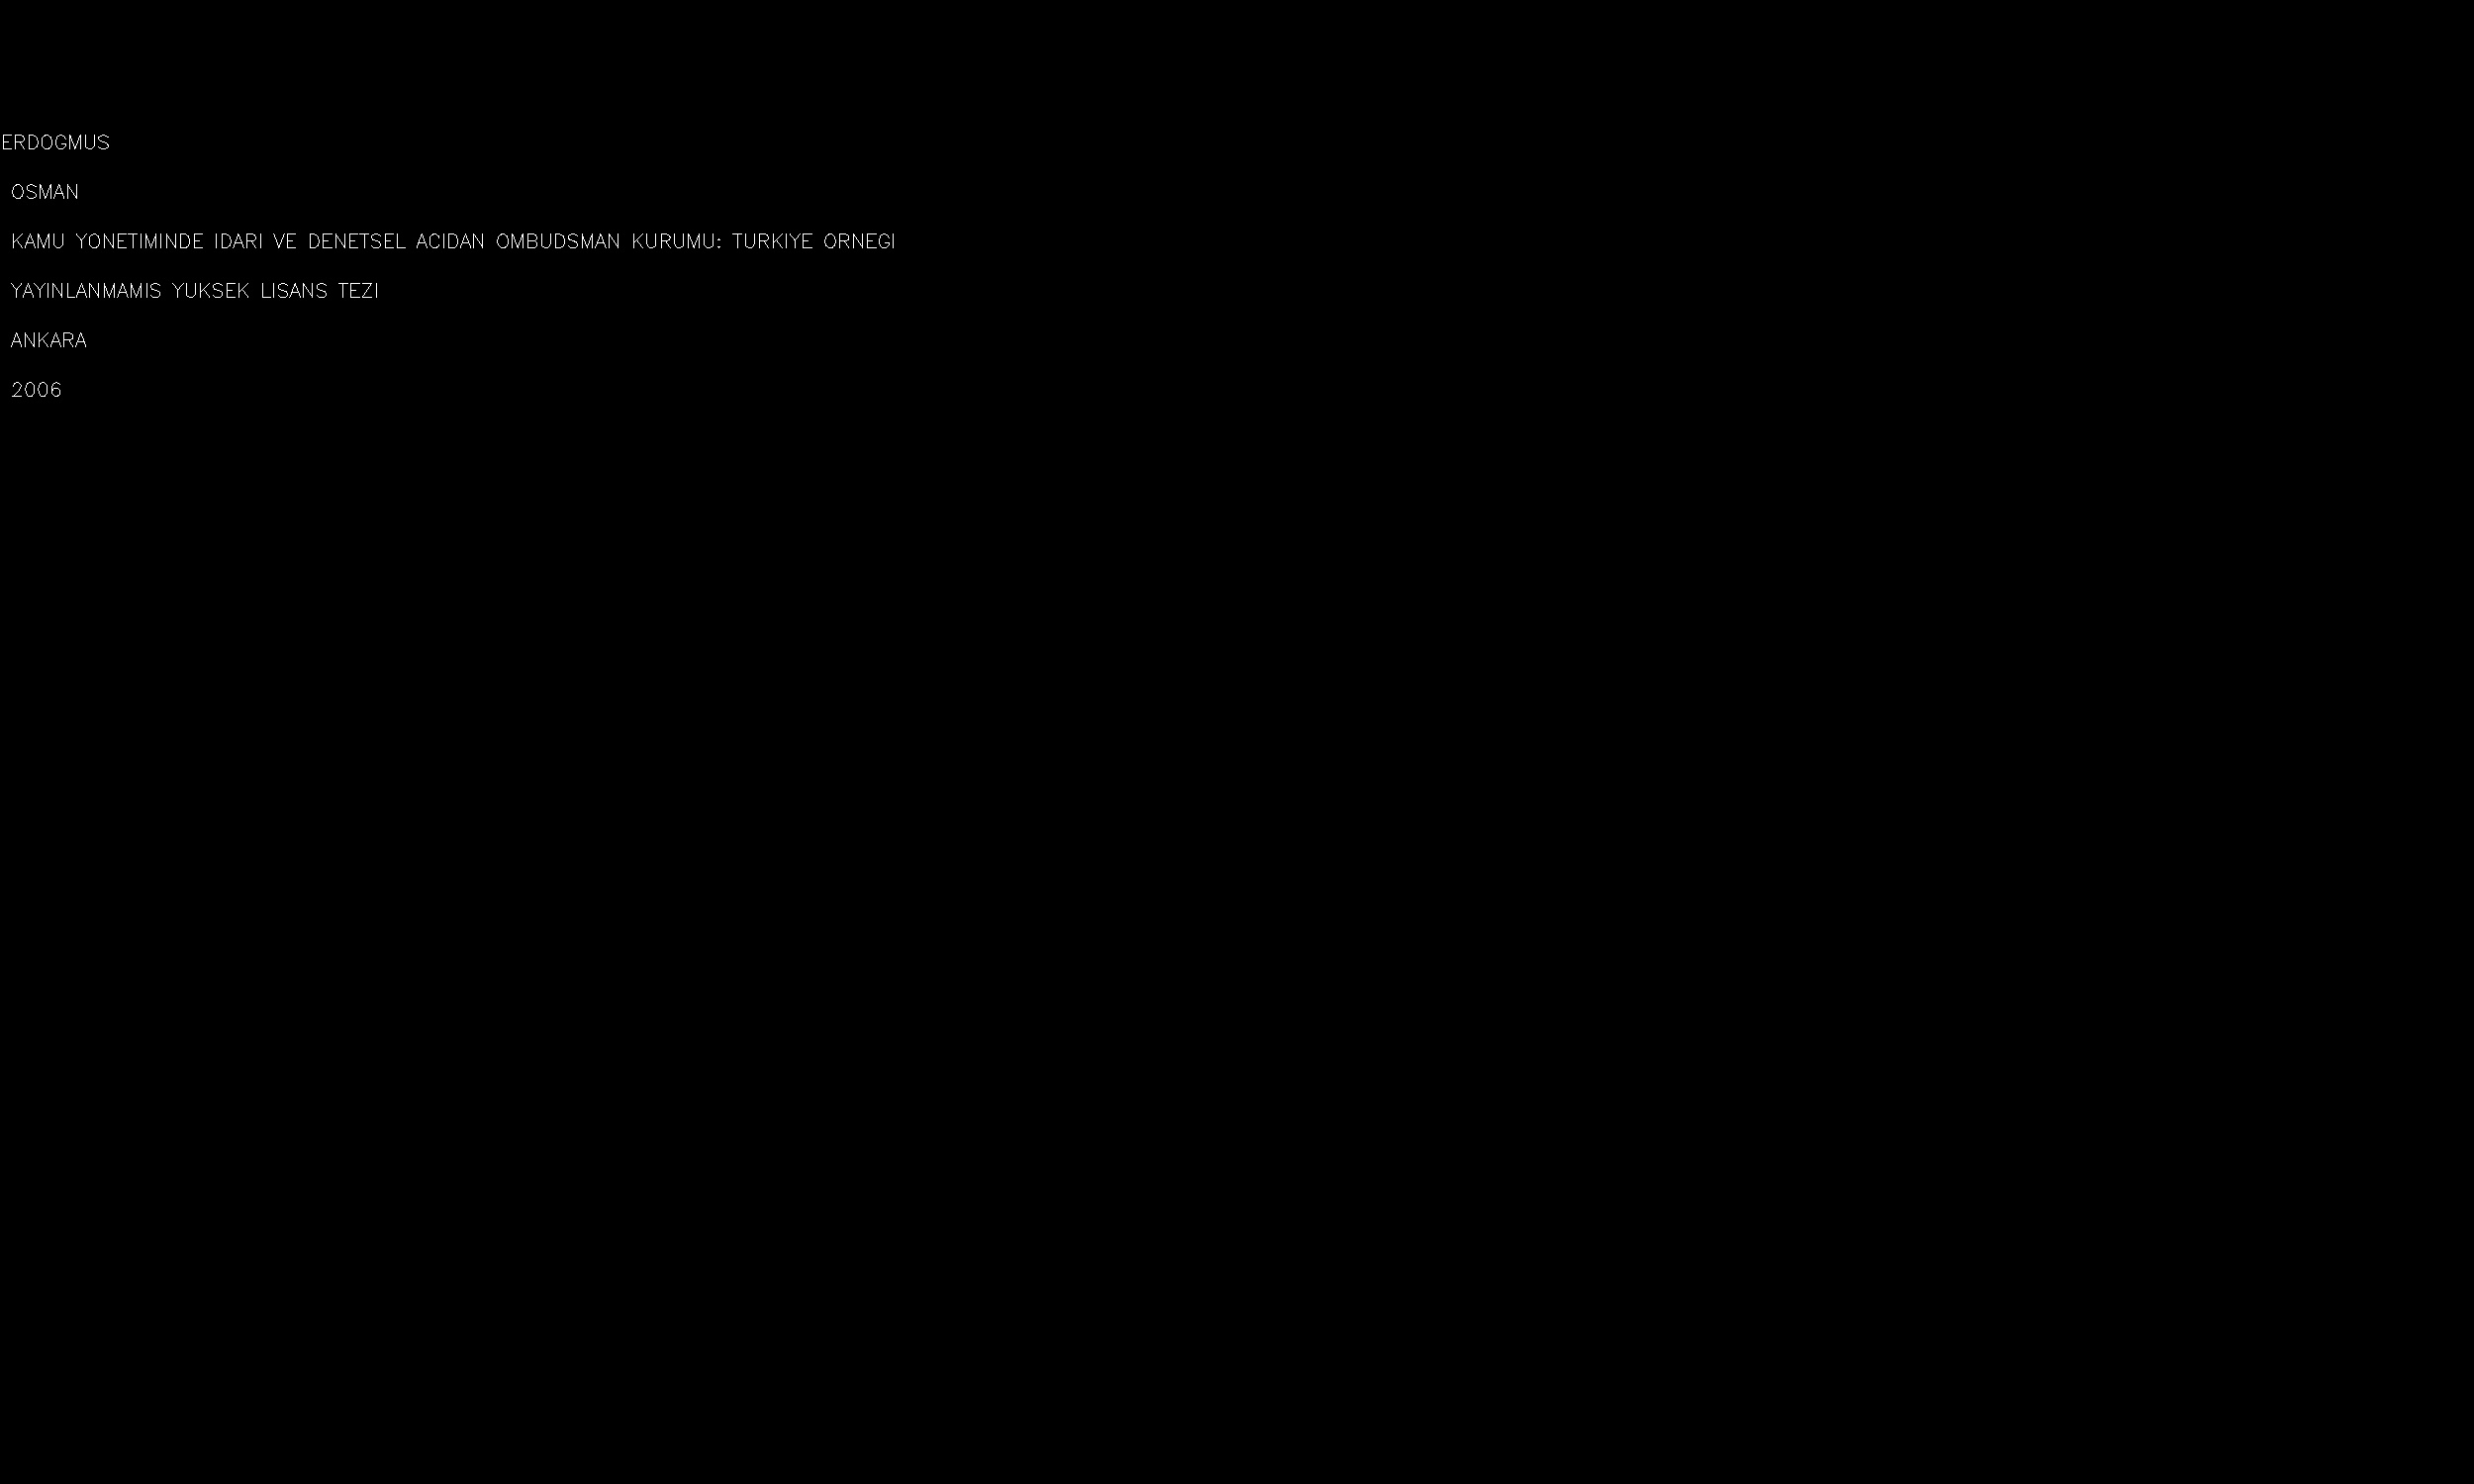 ERDOGMUS
OSMAN
KAMU YONETIMINDE IDARI VE DENETSEL ACIDAN OMBUDSMAN KURUMU: TURKIYE ORNEGI
YAYINLANMAMIS YUKSEK LISANS TEZI
ANKARA
2006